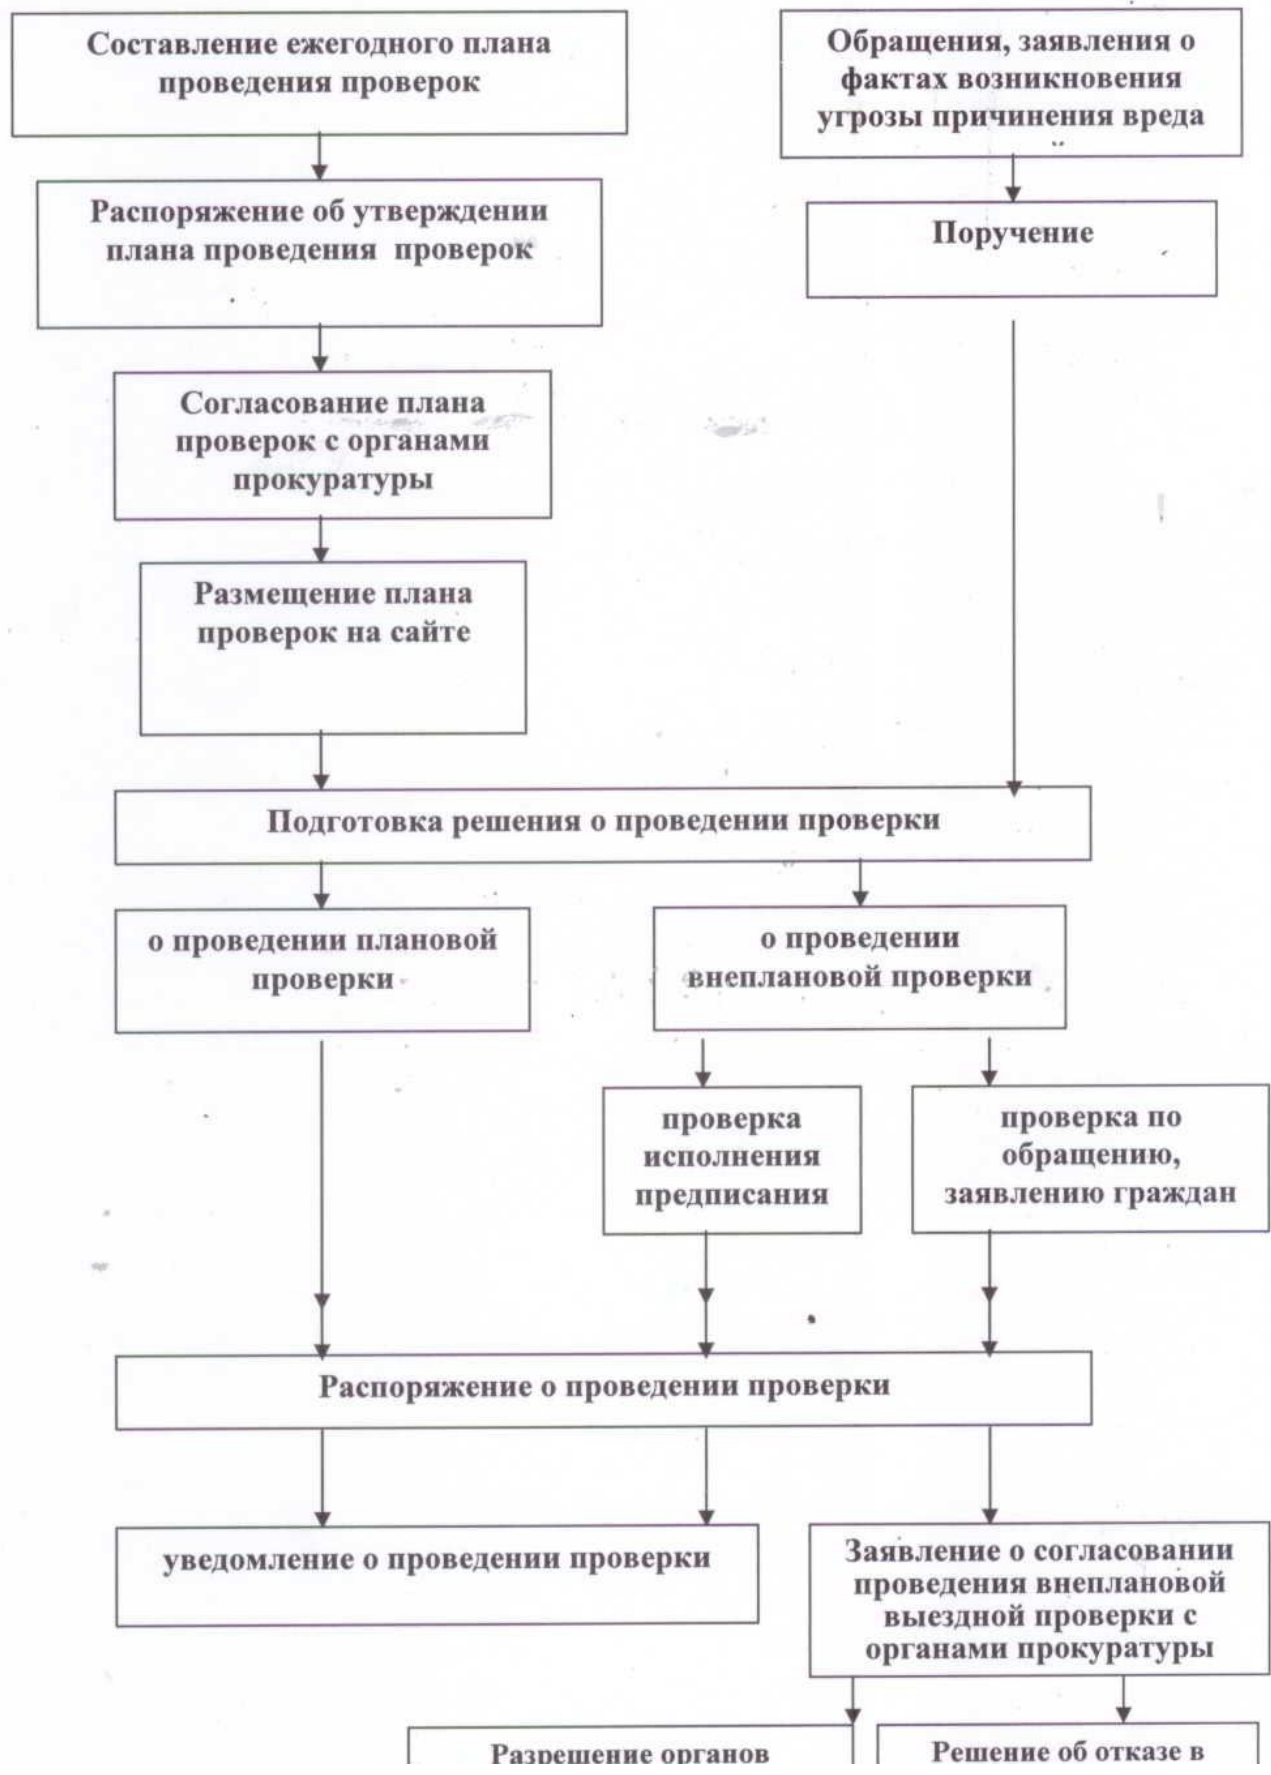 Составление ежегодного плана
проведения проверок
Обращения, заявления о
фактах возникновения
угрозы причинения вреда
Распоряжение об утверждении
плана проведения проверок
Поручение
Согласование плана
проверок с органами
прокуратуры
Размещение плана
проверок на сайте
Подготовка решения о проведении проверки
о проведении плановой
проверки
о проведении
внеплановой проверки
проверка
исполнения
предписания
проверка по
обращению,
заявлению граждан
Распоряжение о проведении проверки
уведомление о проведении проверки
Заявление о согласовании
проведения внеплановой
выездной проверки с
органами прокуратуры
Разрешение органов
Решение об отказе в